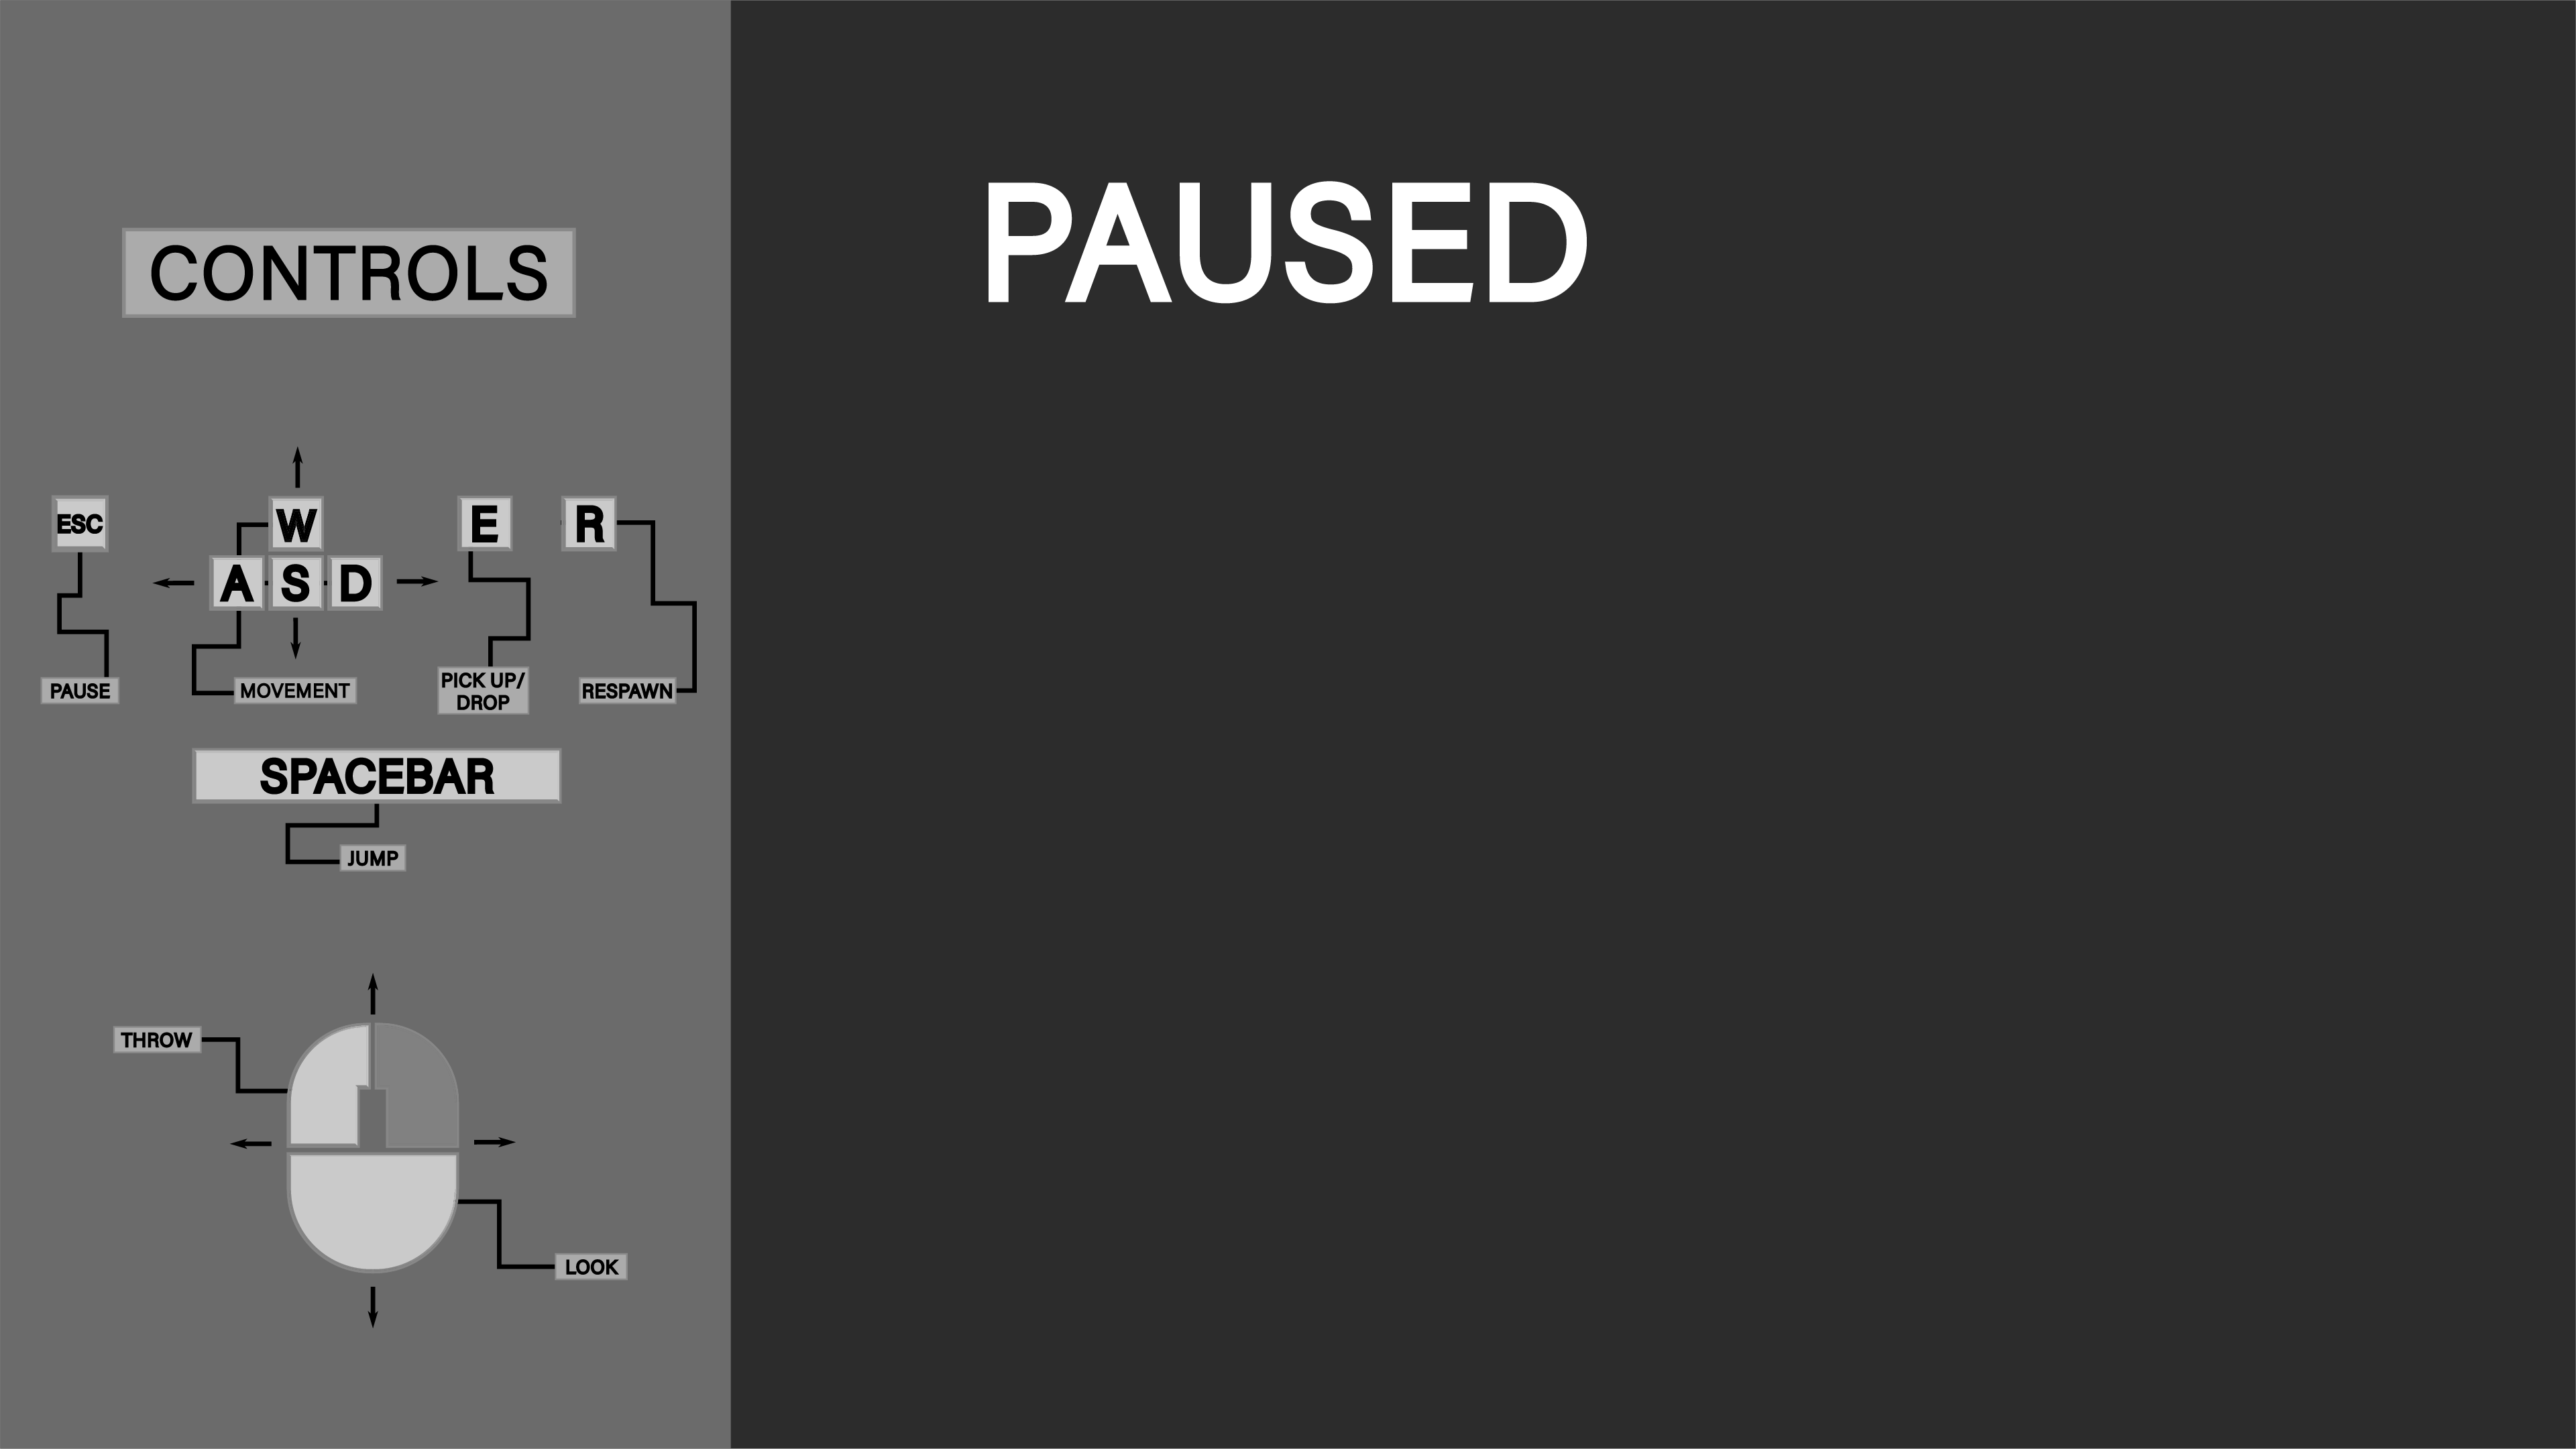 CONTROLS
PAUSED
ESC
W
E
R
A S D
PAUSE
MOVEMENT
PICK UP/
DROP
RESPAWN
SPACEBAR
JUMP
THROW
LOOK